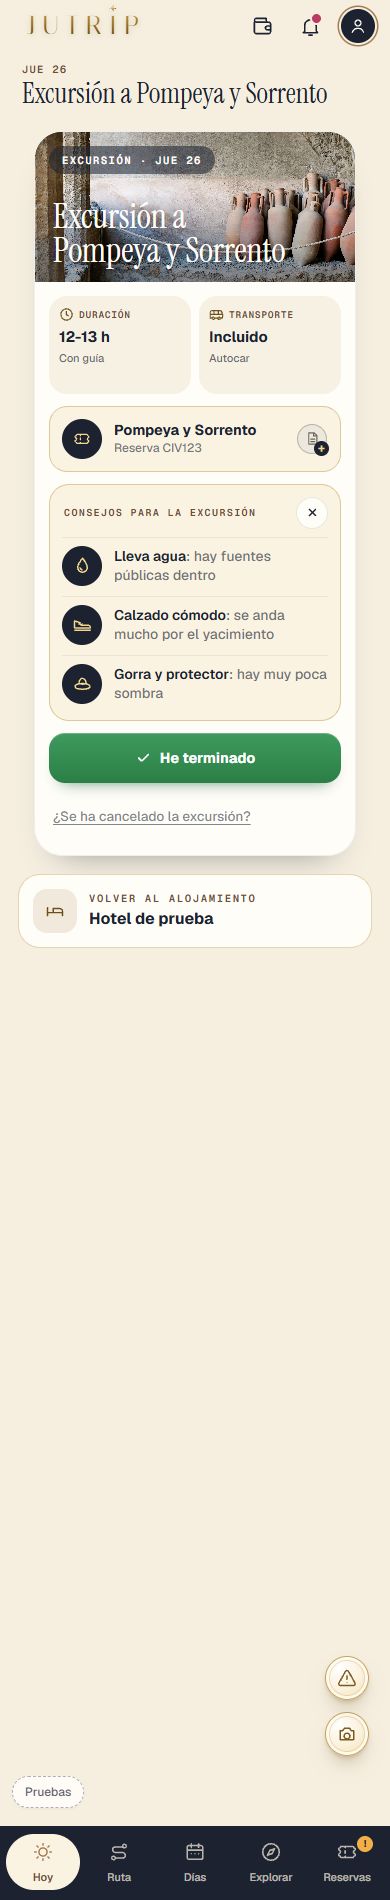 JUTRIP
JUE 26
Excursión a Pompeya y Sorrento
EXCURSIÓN · JUE 26
Excursión a
Pompeya y Sorrento
DURACIÓN
12-13 h
Con guía
TRANSPORTE
Incluido
Autocar
Pompeya y Sorrento
Reserva CIV123
CONSEJOS PARA LA EXCURSIÓN
Lleva agua: hay fuentes
públicas dentro
Calzado cómodo: se anda
mucho por el yacimiento
Gorra y protector: hay muy poca
sombra
He terminado
¿Se ha cancelado la excursión?
VOLVER AL ALOJAMIENTO
Hotel de prueba
Pruebas
Hoy
Ruta
Días
Explorar
Reservas